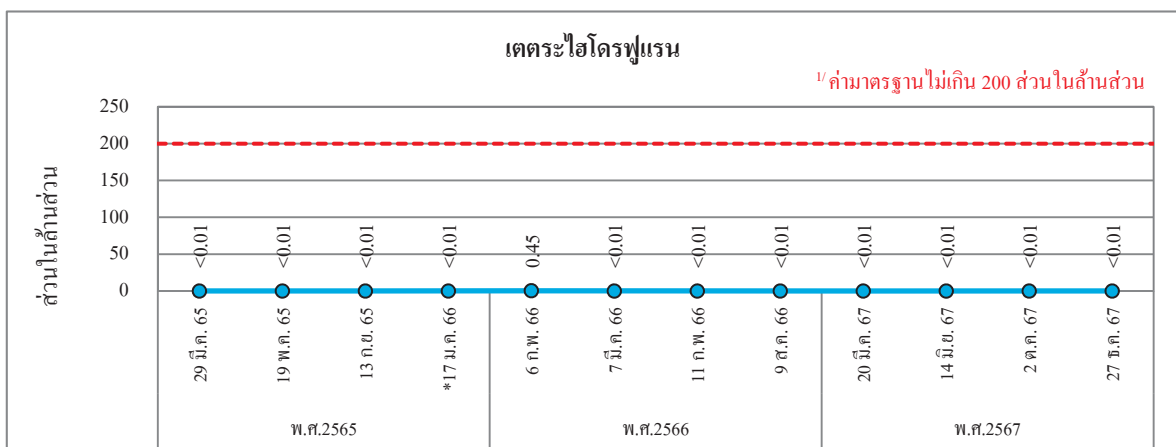 เตตระไฮโดรฟูแรน
1/ ค่ามาตรฐานไม่เกิน 200 ส่วนในล้านส่วน
ส่วนในล้านส่วน
250
200
150
100
50
0
<0.01 <0.01 <0.01 <0.01 0.45 <0.01 <0.01 <0.01 <0.01 <0.01 <0.01 <0.01
29 มี.ค. 65 19 พ.ค. 65 13 ก.ย. 65 *17 ม.ค. 66 6 ก.พ. 66 7 มี.ค. 66 11 ก.พ. 66 9 ส.ค. 66 20 มี.ค. 67 14 มิ.ย. 67 2 ต.ค. 67 27 ธ.ค. 67
พ.ศ.2565 พ.ศ.2566 พ.ศ.2567